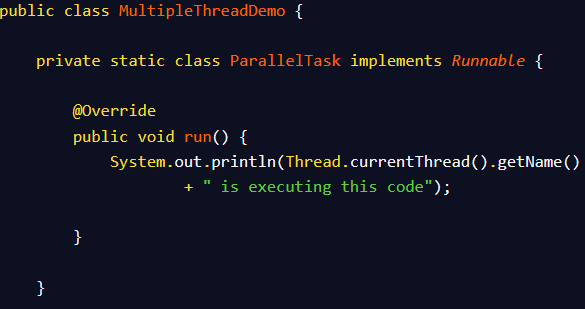 public class MultipleThreadDemo {
private static class ParallelTask implements Runnable {
@Override
public void run() {
System.out.println(Thread.currentThread().getName()
+ " is executing this code");
}
}